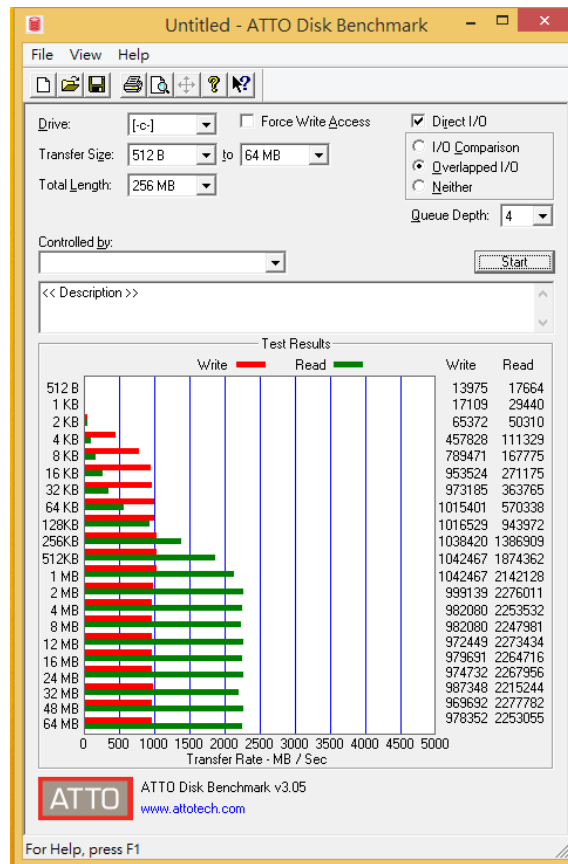 Untitled - ATTO Disk Benchmark
File View Help
Drive: [-c-] Force Write Access Direct I/O
Transfer Size: 512 B to 64 MB I/O Comparison
Overlapped I/O
Total Length: 256 MB Neither
Queue Depth: 4
Controlled by:
Start
<< Description >>
Test Results
Write Read Write Read
512 B 13975 17664
1 KB 17109 29440
2 KB 65372 50310
4 KB 457828 111329
8 KB 789471 167775
16 KB 953524 271175
32 KB 973185 363765
64 KB 1015401 570338
128KB 1016529 943972
256KB 1038420 1386909
512KB 1042467 1874362
1 MB 1042467 2142128
2 MB 999139 2276011
4 MB 982080 2253532
8 MB 982080 2247981
12 MB 972449 2273434
16 MB 979691 2264716
24 MB 974732 2267956
32 MB 987348 2215244
48 MB 969692 2277782
64 MB 978352 2253055
0 500 1000 1500 2000 2500 3000 3500 4000 4500 5000
Transfer Rate - MB / Sec
ATTO
ATTO Disk Benchmark v3.05
www.attotech.com
For Help, press F1